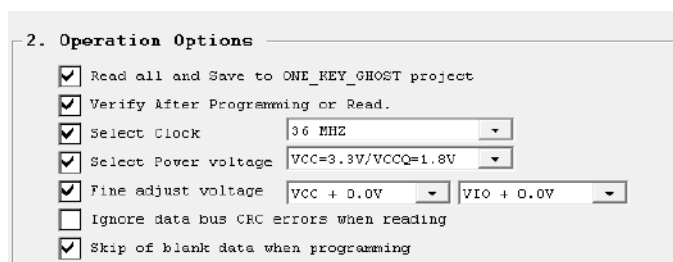 2. Operation Options
Read all and Save to ONE_KEY_GHOST project
Verify After Programming or Read.
Select Clock 36 MHZ
Select Power voltage VCC=3.3V/VCCQ=1.8V
Fine adjust voltage VCC + 0.0V VIO + 0.0V
Ignore data bus CRC errors when reading
Skip of blank data when programming